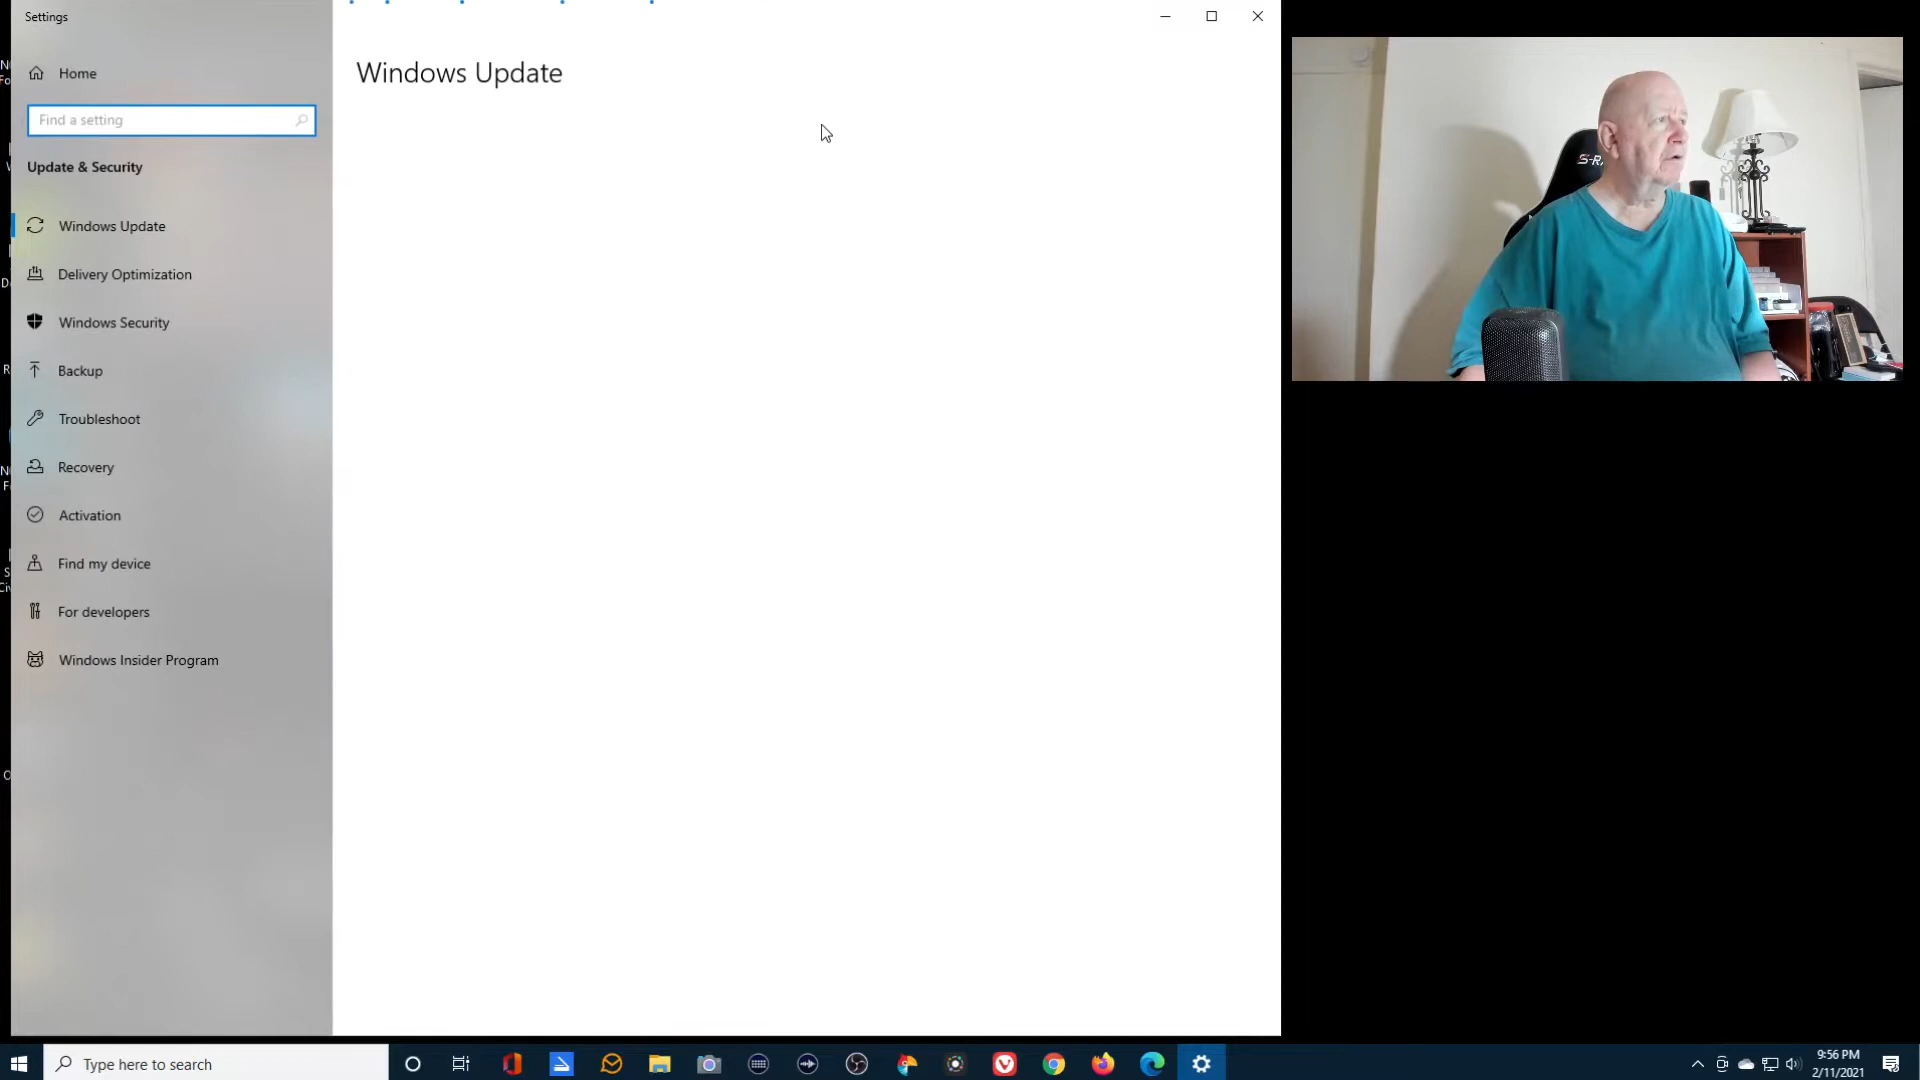 Settings
Home
Find a setting
Update & Security
Windows Update
Delivery Optimization
Windows Security
Backup
Troubleshoot
Recovery
Activation
Find my device
For developers
Windows Insider Program
Windows Update
Type here to search
9:56 PM
2/11/2021